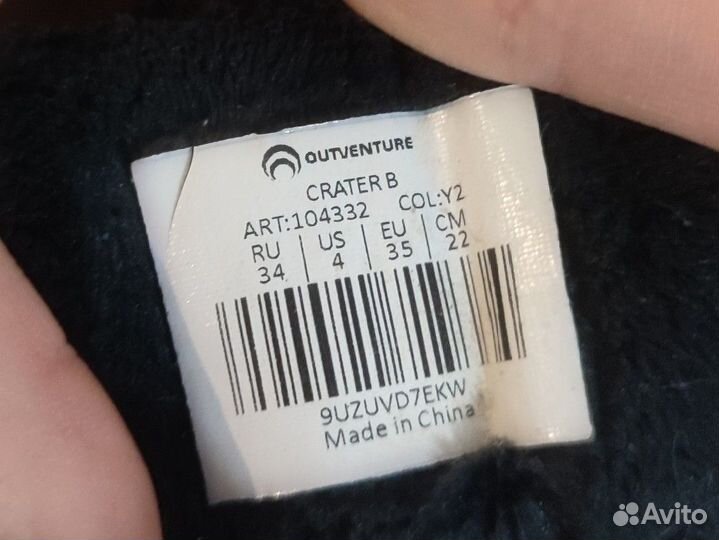 OUTVENTURE
CRATER B
ART:104332 COL:Y2
RU US EU CM
34 4 35 22
9UZUVD7EKW
Made in China
Avito